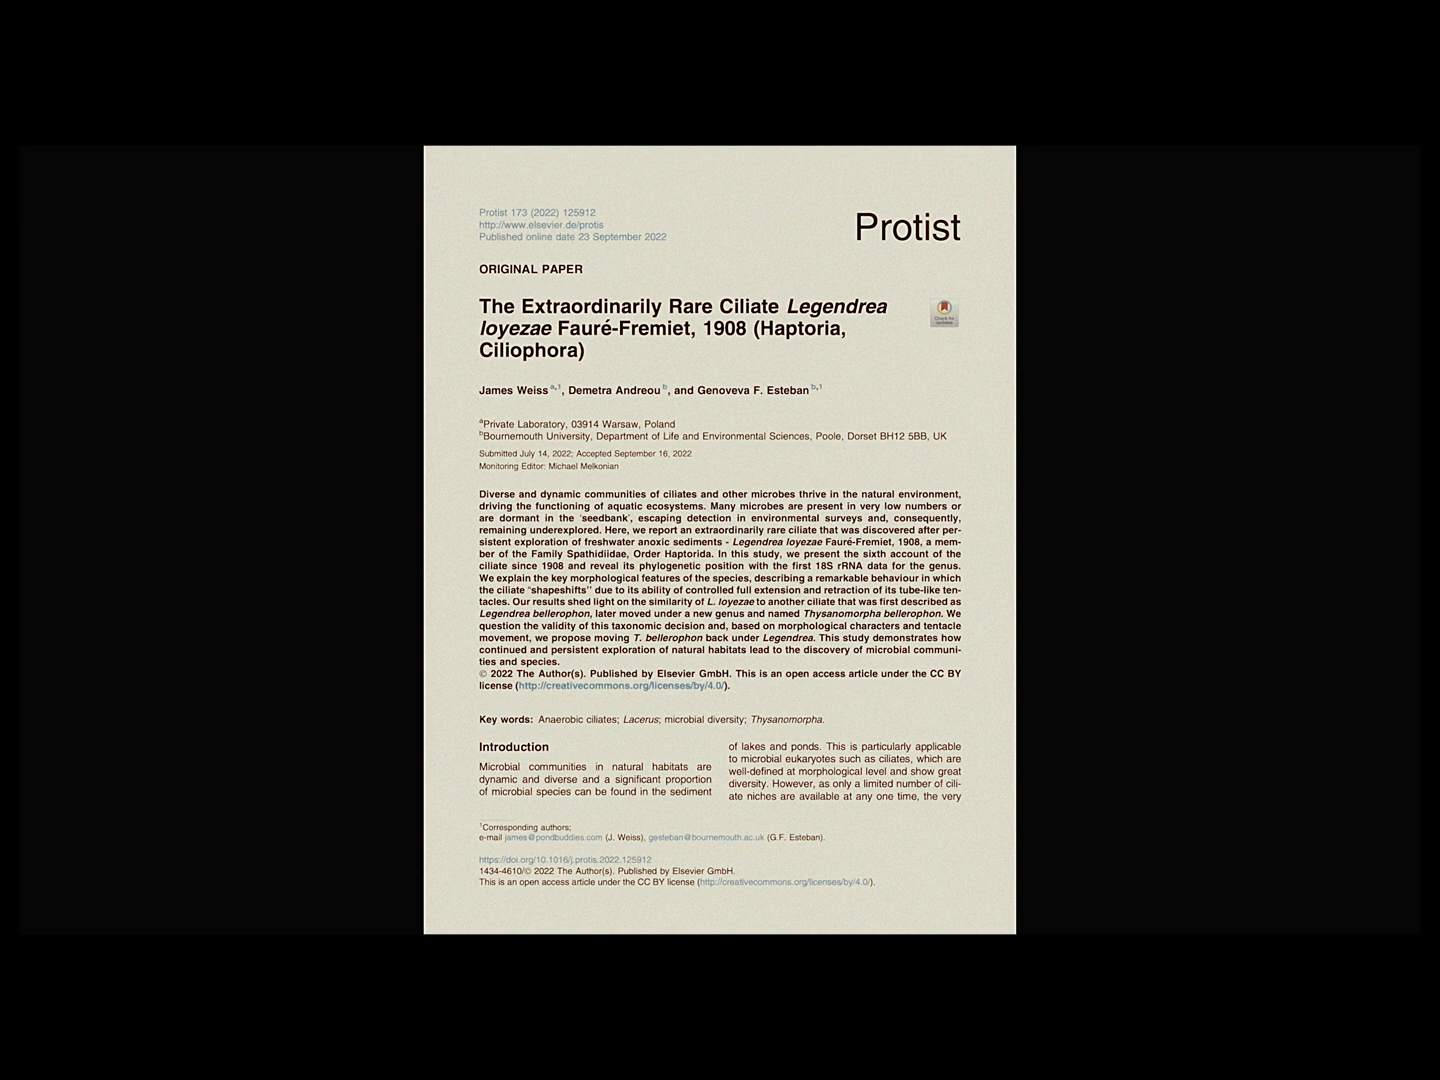 Protist 173 (2022) 125912
http://www.elsevier.de/protis
Published online date 23 September 2022
Protist
ORIGINAL PAPER
The Extraordinarily Rare Ciliate Legendrea
loyezae Fauré-Fremiet, 1908 (Haptoria,
Ciliophora)
Check for
updates
James Weiss a,1, Demetra Andreou b, and Genoveva F. Esteban b,1
aPrivate Laboratory, 03914 Warsaw, Poland
bBournemouth University, Department of Life and Environmental Sciences, Poole, Dorset BH12 5BB, UK
Submitted July 14, 2022; Accepted September 16, 2022
Monitoring Editor: Michael Melkonian
Diverse and dynamic communities of ciliates and other microbes thrive in the natural environment,
driving the functioning of aquatic ecosystems. Many microbes are present in very low numbers or
are dormant in the 'seedbank', escaping detection in environmental surveys and, consequently,
remaining underexplored. Here, we report an extraordinarily rare ciliate that was discovered after per-
sistent exploration of freshwater anoxic sediments - Legendrea loyezae Fauré-Fremiet, 1908, a mem-
ber of the Family Spathidiidae, Order Haptorida. In this study, we present the sixth account of the
ciliate since 1908 and reveal its phylogenetic position with the first 18S rRNA data for the genus.
We explain the key morphological features of the species, describing a remarkable behaviour in which
the ciliate "shapeshifts'' due to its ability of controlled full extension and retraction of its tube-like ten-
tacles. Our results shed light on the similarity of L. loyezae to another ciliate that was first described as
Legendrea bellerophon, later moved under a new genus and named Thysanomorpha bellerophon. We
question the validity of this taxonomic decision and, based on morphological characters and tentacle
movement, we propose moving T. bellerophon back under Legendrea. This study demonstrates how
continued and persistent exploration of natural habitats lead to the discovery of microbial communi-
ties and species.
© 2022 The Author(s). Published by Elsevier GmbH. This is an open access article under the CC BY
license (http://creativecommons.org/licenses/by/4.0/).
Key words: Anaerobic ciliates; Lacerus; microbial diversity; Thysanomorpha.
Introduction
Microbial communities in natural habitats are
dynamic and diverse and a significant proportion
of microbial species can be found in the sediment
of lakes and ponds. This is particularly applicable
to microbial eukaryotes such as ciliates, which are
well-defined at morphological level and show great
diversity. However, as only a limited number of cili-
ate niches are available at any one time, the very
1Corresponding authors;
e-mail james@pondbuddies.com (J. Weiss), gesteban@bournemouth.ac.uk (G.F. Esteban).
https://doi.org/10.1016/j.protis.2022.125912
1434-4610/© 2022 The Author(s). Published by Elsevier GmbH.
This is an open access article under the CC BY license (http://creativecommons.org/licenses/by/4.0/).